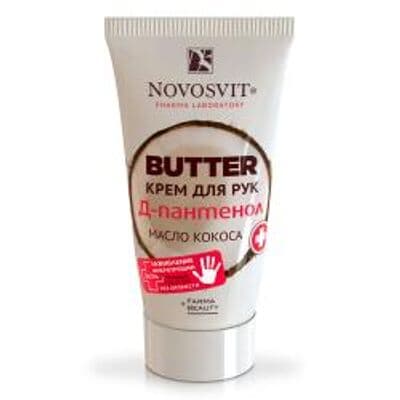 NOVOSVIT®
PHARMA LABORATORY
BUTTER
КРЕМ ДЛЯ РУК
Д-пантенол
МАСЛО КОКОСА
FARMA
BEAUTY